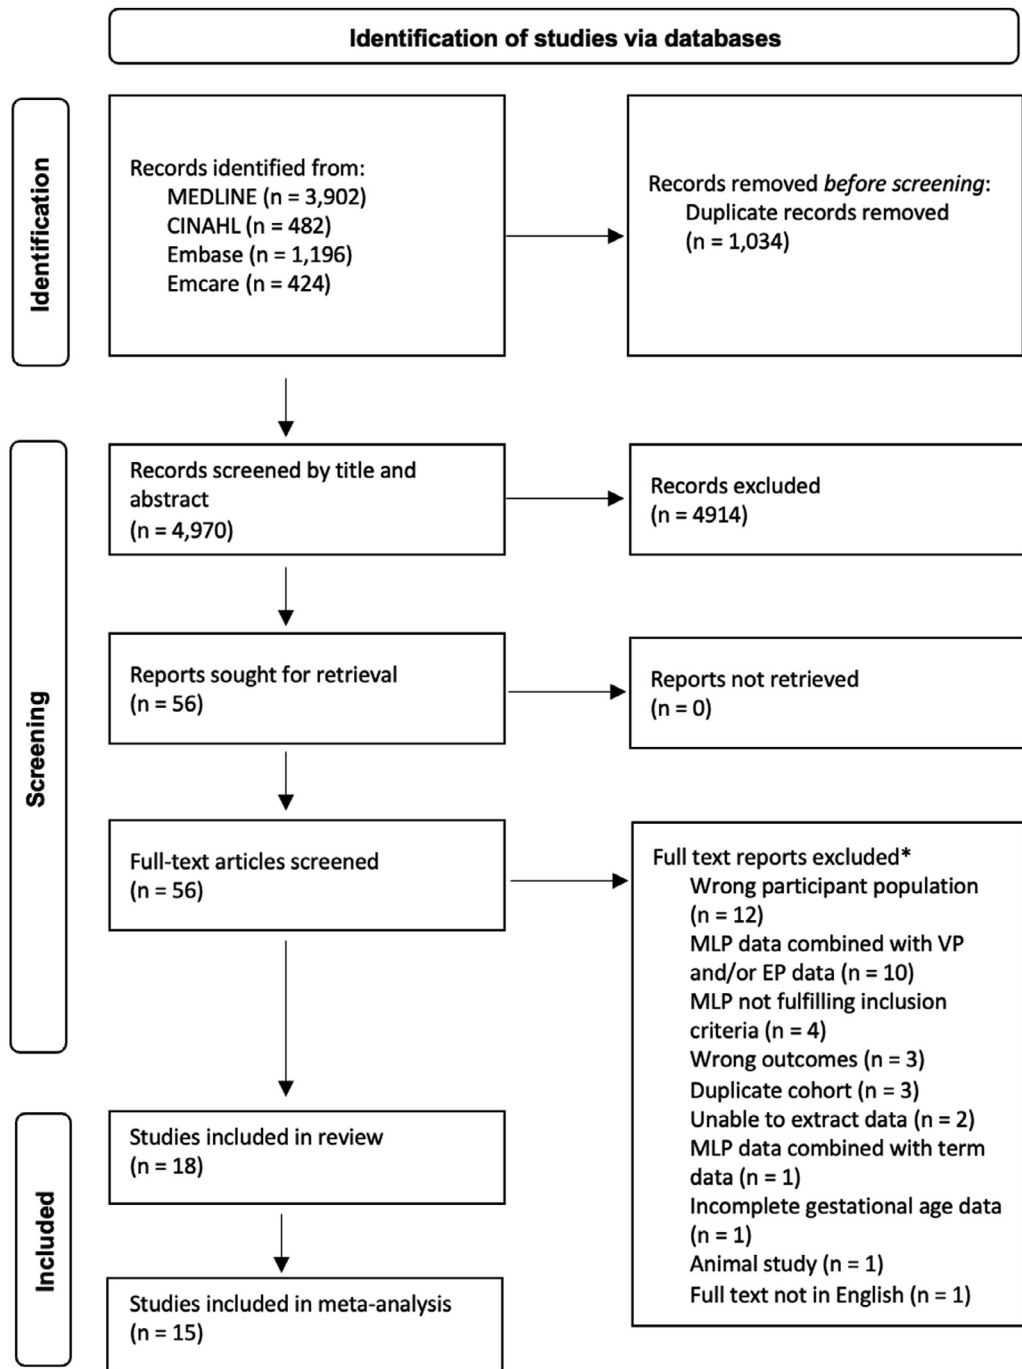 Identification of studies via databases
Identification
Records identified from:
MEDLINE (n = 3,902)
CINAHL (n = 482)
Embase (n = 1,196)
Emcare (n = 424)
Records removed before screening:
Duplicate records removed
(n = 1,034)
Screening
Records screened by title and
abstract
(n = 4,970)
Records excluded
(n = 4914)
Reports sought for retrieval
(n = 56)
Reports not retrieved
(n = 0)
Full-text articles screened
(n = 56)
Full text reports excluded*
Wrong participant population
(n = 12)
MLP data combined with VP
and/or EP data (n = 10)
MLP not fulfilling inclusion
criteria (n = 4)
Wrong outcomes (n = 3)
Duplicate cohort (n = 3)
Unable to extract data (n = 2)
MLP data combined with term
data (n = 1)
Incomplete gestational age data
(n = 1)
Animal study (n = 1)
Full text not in English (n = 1)
Included
Studies included in review
(n = 18)
Studies included in meta-analysis
(n = 15)